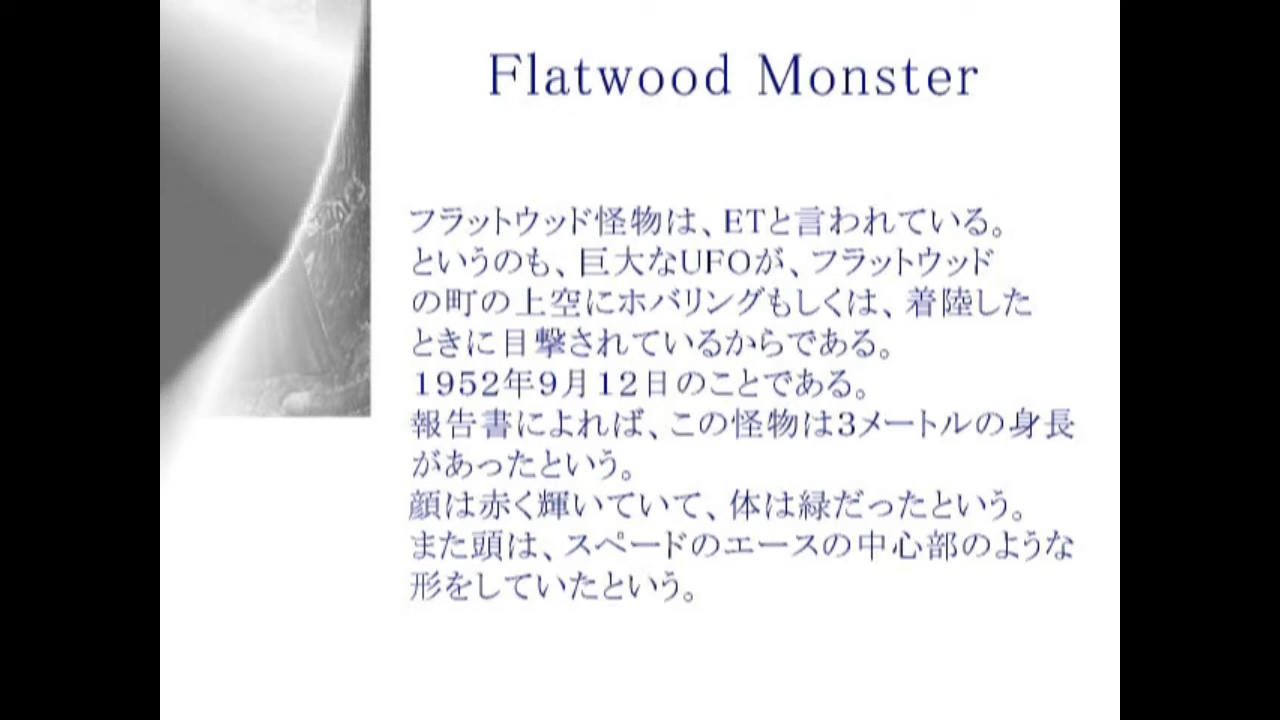 Flatwood Monster
フラットウッド怪物は、ETと言われている。
というのも、巨大なUFOが、フラットウッド
の町の上空にホバリングもしくは、着陸した
ときに目撃されているからである。
1952年9月12日のことである。
報告書によれば、この怪物は3メートルの身長
があったという。
顔は赤く輝いていて、体は緑だったという。
また頭は、スペードのエースの中心部のような
形をしていたという。